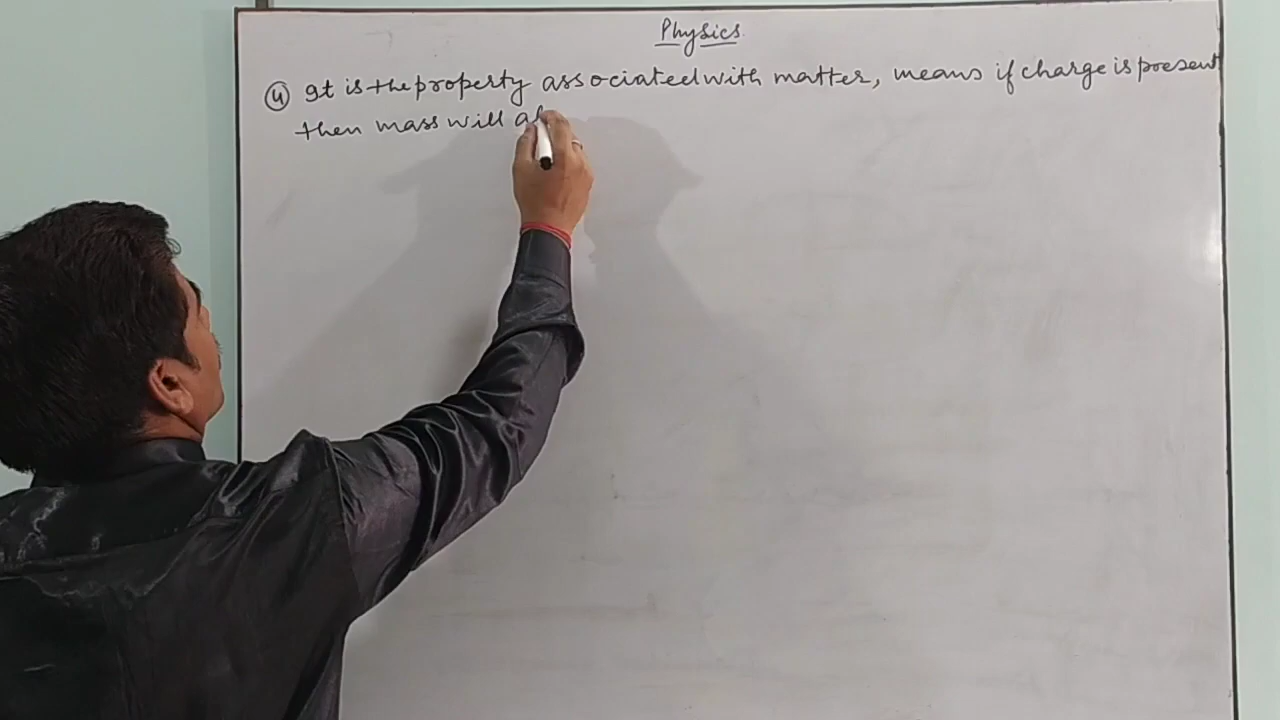 Physics
④ It is the property associated with matter, means if charge is present
then mass will al